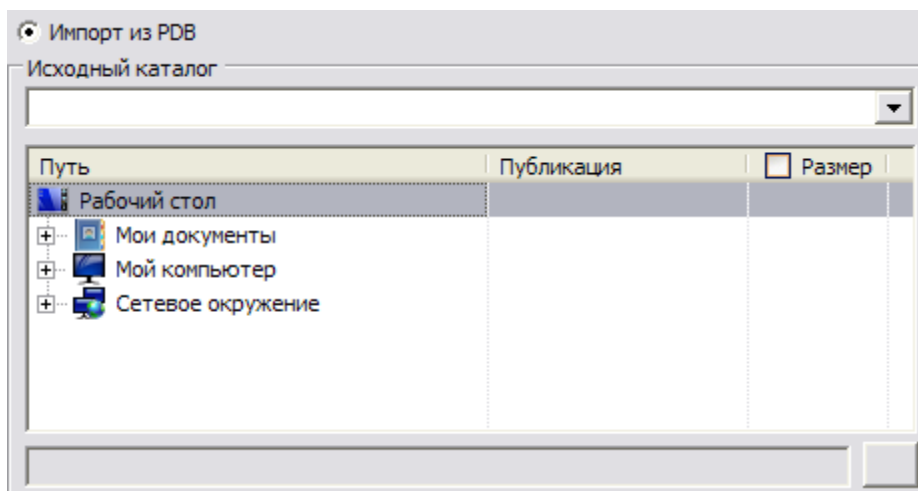 Импорт из PDB
Исходный каталог
Путь Публикация Размер
Рабочий стол
Мои документы
Мой компьютер
Сетевое окружение